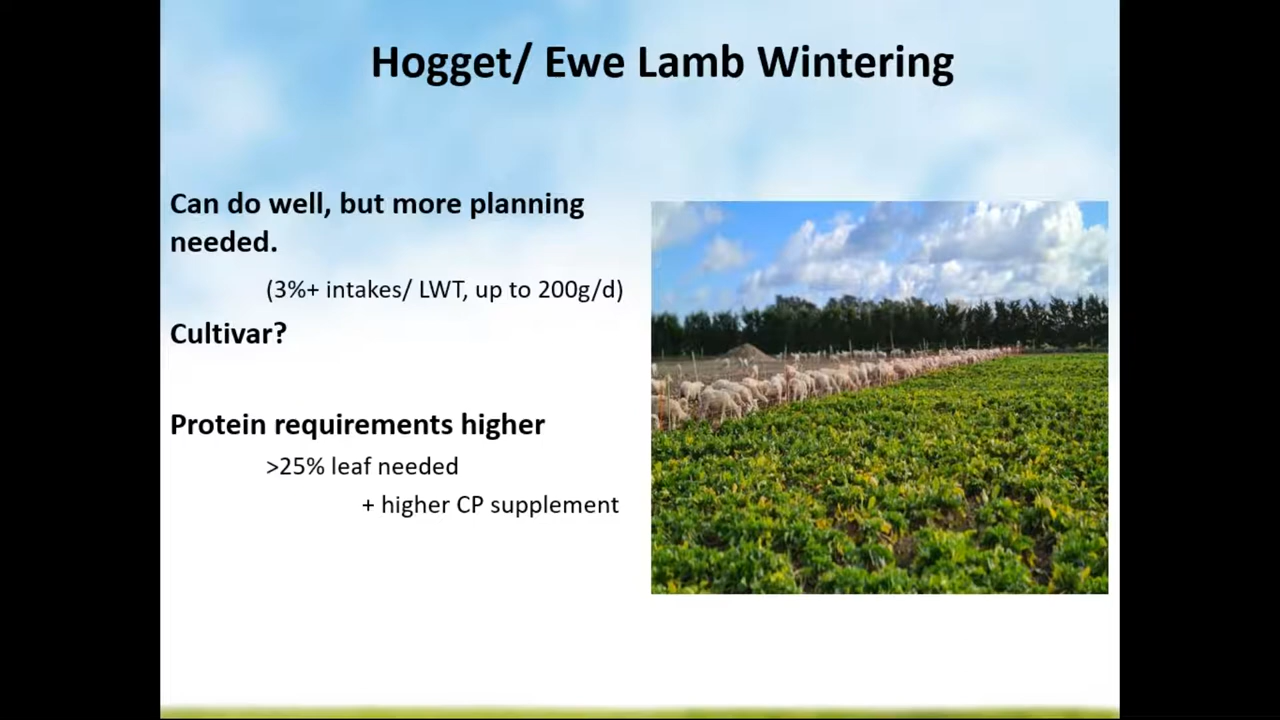 Hogget/ Ewe Lamb Wintering
Can do well, but more planning
needed.
(3%+ intakes/ LWT, up to 200g/d)
Cultivar?
Protein requirements higher
>25% leaf needed
+ higher CP supplement